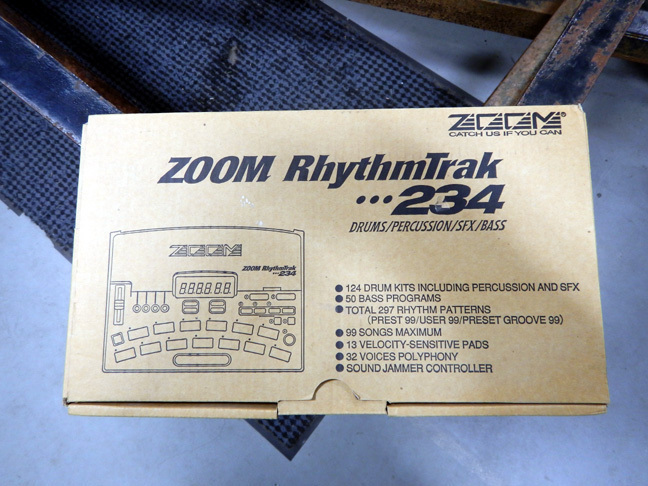 ZOOM®
CATCH US IF YOU CAN
ZOOM RhythmTrak
...234
DRUMS/PERCUSSION/SFX/BASS
ZOOM
ZOOM RhythmTrak
...234
● 124 DRUM KITS INCLUDING PERCUSSION AND SFX
● 50 BASS PROGRAMS
● TOTAL 297 RHYTHM PATTERNS
(PREST 99/USER 99/PRESET GROOVE 99)
● 99 SONGS MAXIMUM
● 13 VELOCITY-SENSITIVE PADS
● 32 VOICES POLYPHONY
● SOUND JAMMER CONTROLLER